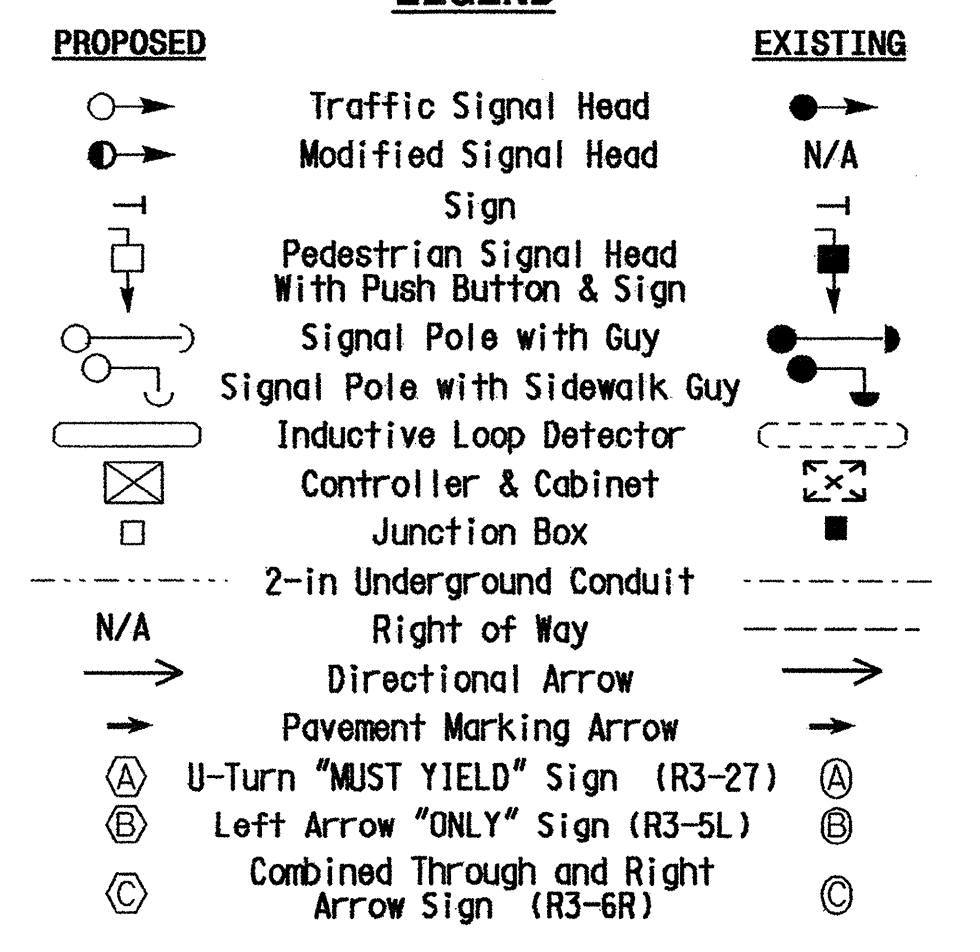 LEGEND
PROPOSED EXISTING
Traffic Signal Head
Modified Signal Head N/A
Sign
Pedestrian Signal Head
With Push Button & Sign
Signal Pole with Guy
Signal Pole with Sidewalk Guy
Inductive Loop Detector
Controller & Cabinet
Junction Box
2-in Underground Conduit
N/A Right of Way
Directional Arrow
Pavement Marking Arrow
A U-Turn "MUST YIELD" Sign (R3-27) A
B Left Arrow "ONLY" Sign (R3-5L) B
Combined Through and Right
C Arrow Sign (R3-6R) C